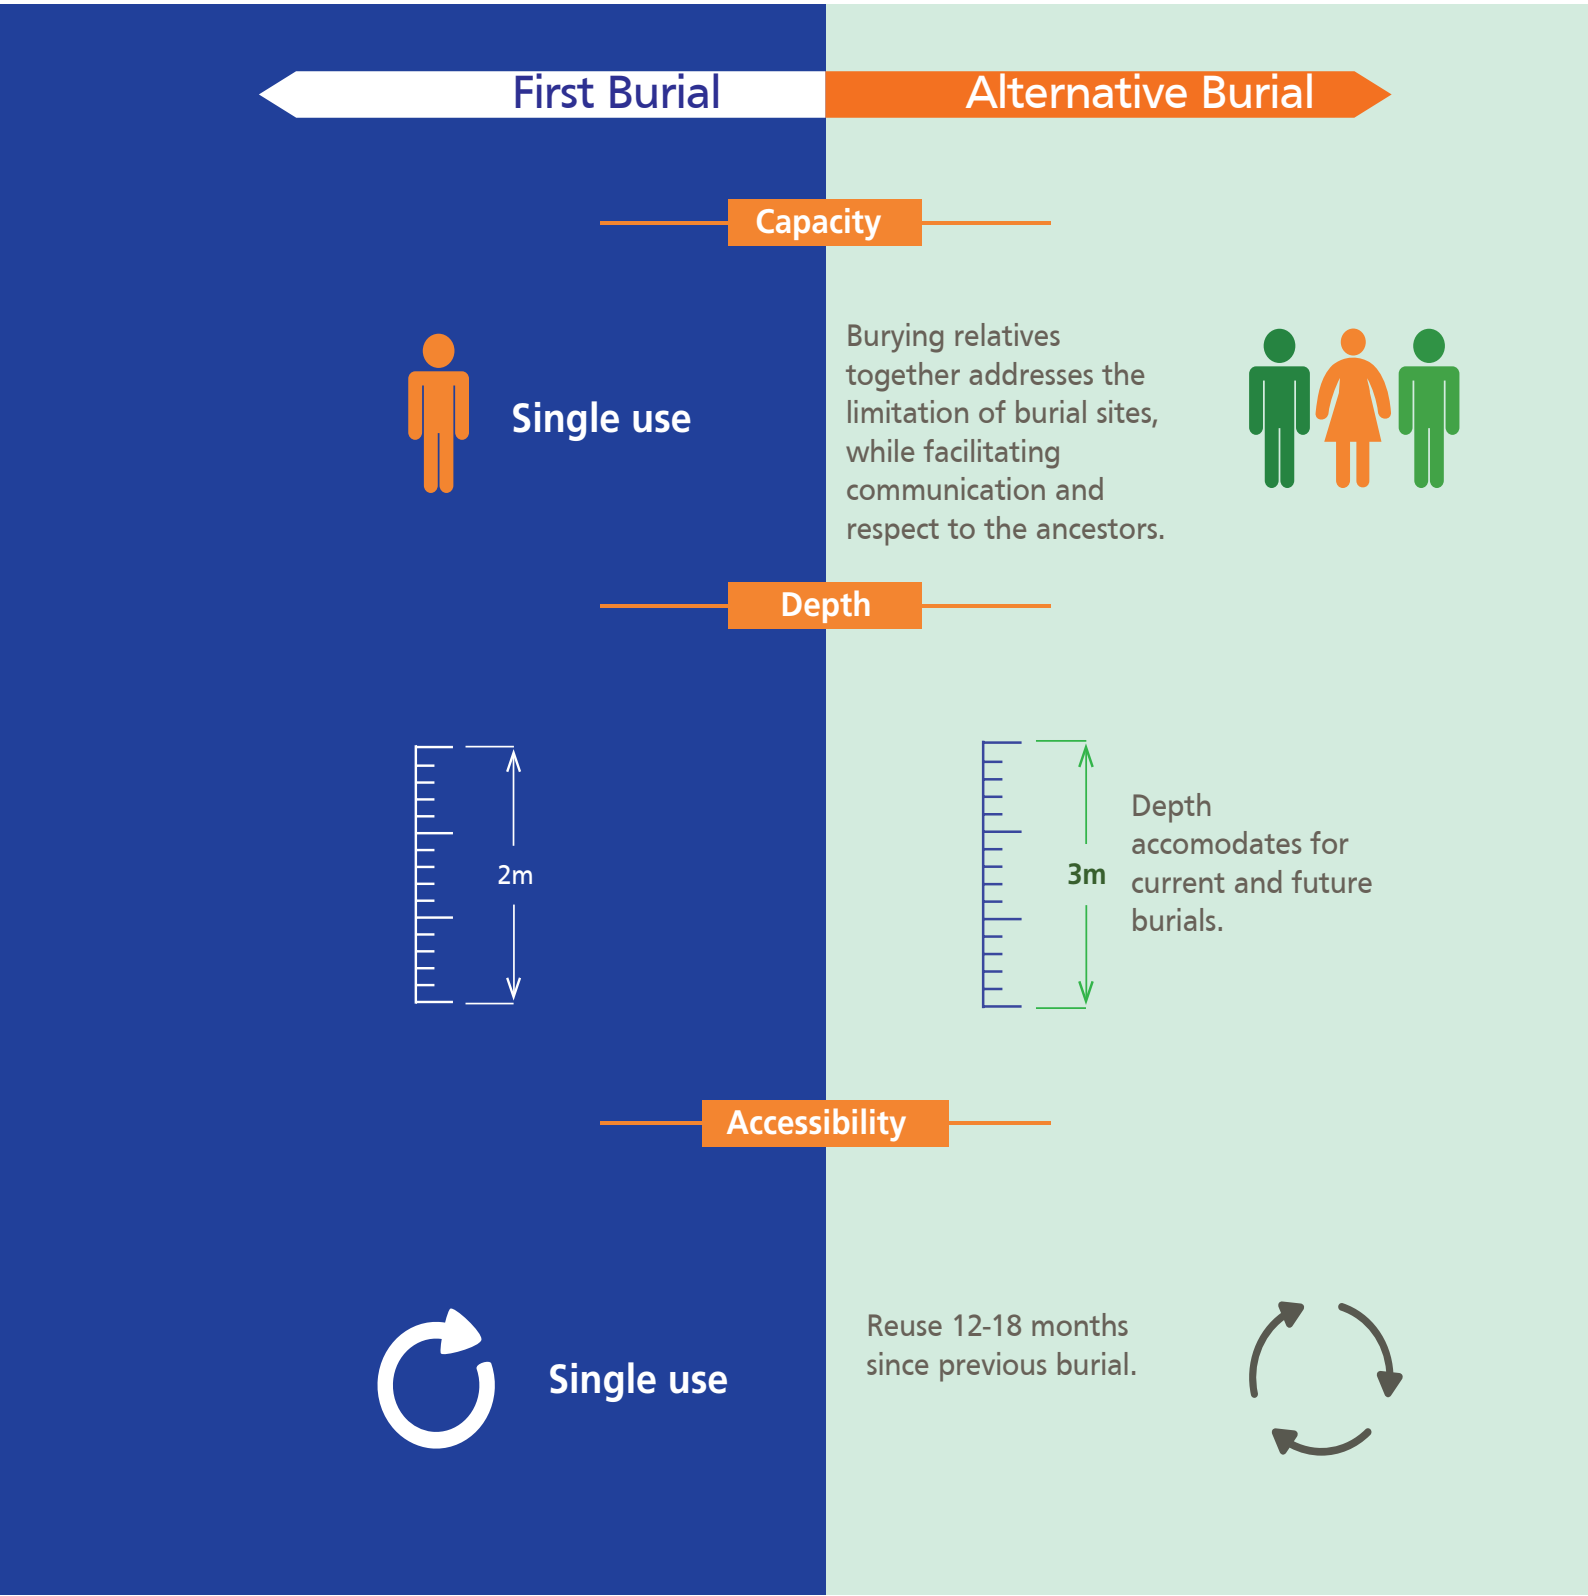 First Burial
Alternative Burial
Capacity
Single use
Burying relatives
together addresses the
limitation of burial sites,
while facilitating
communication and
respect to the ancestors.
Depth
2m
3m
Depth
accomodates for
current and future
burials.
Accessibility
Single use
Reuse 12-18 months
since previous burial.